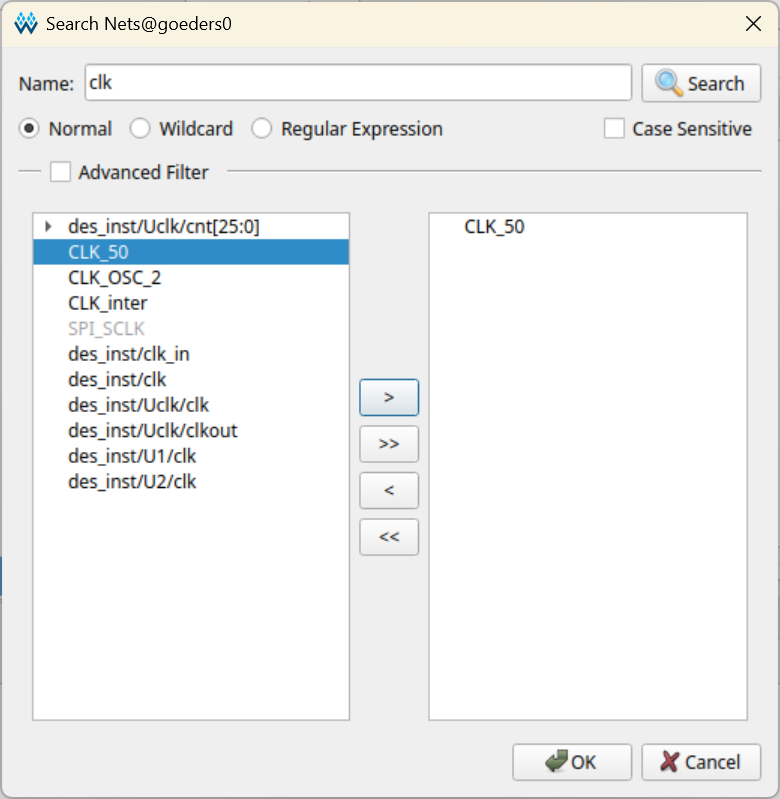 Search Nets@goeders0
Name: clk Search
Normal Wildcard Regular Expression Case Sensitive
Advanced Filter
des_inst/Uclk/cnt[25:0]
CLK_50
CLK_OSC_2
CLK_inter
SPI_SCLK
des_inst/clk_in
des_inst/clk
des_inst/Uclk/clk
des_inst/Uclk/clkout
des_inst/U1/clk
des_inst/U2/clk
>
>>
<
<<
CLK_50
OK Cancel